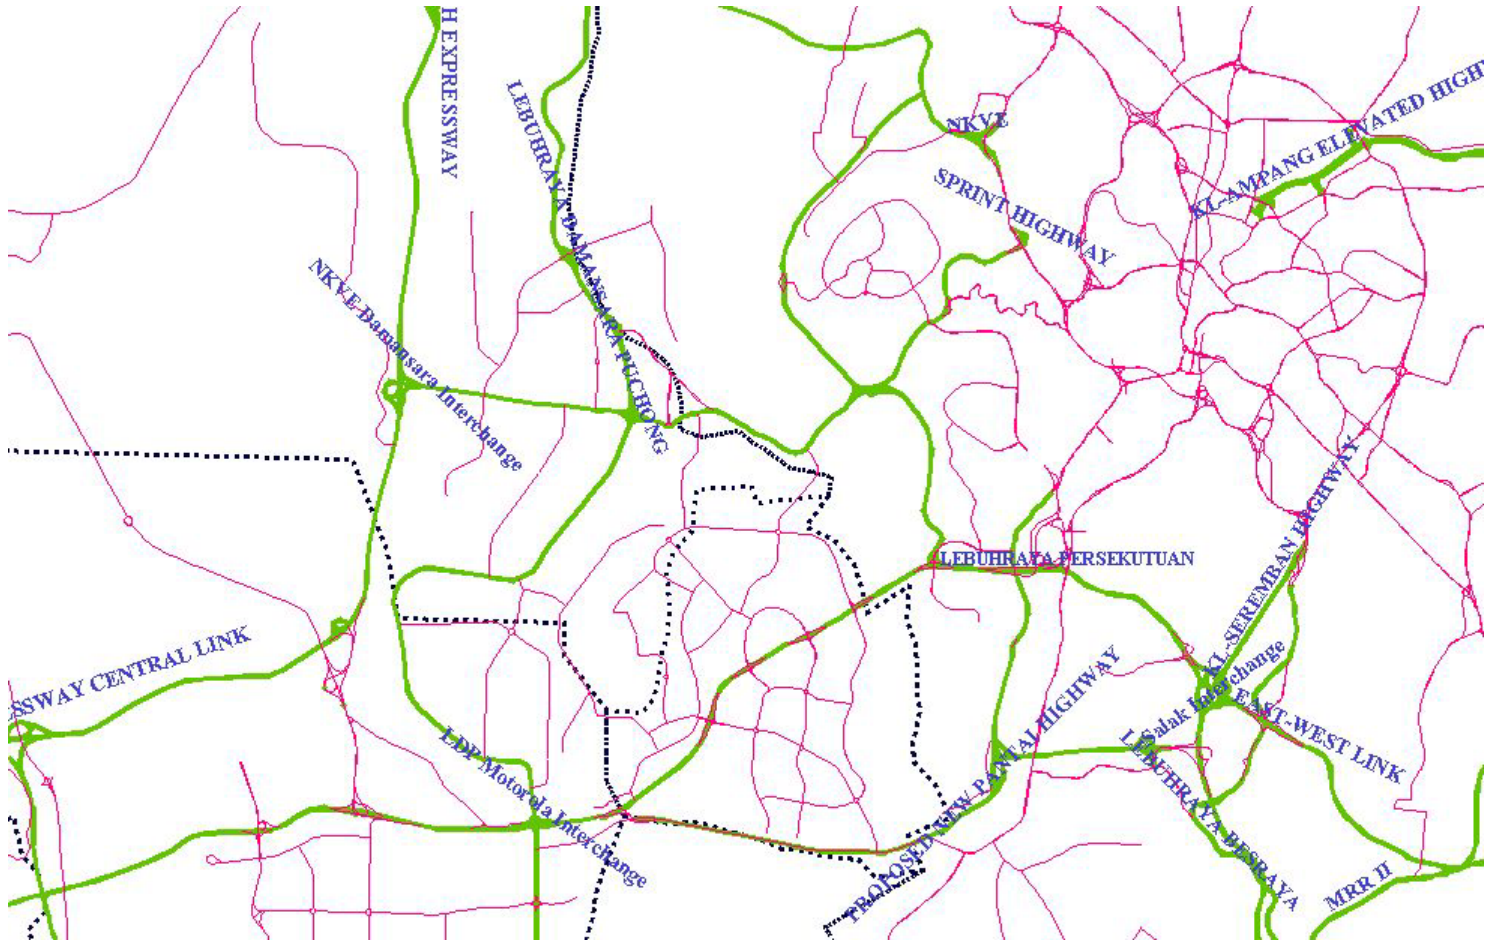 H EXPRESSWAY
LEBUHRAYA DAMANSARA PUCHONG
NKVE
KL-AMPANG ELEVATED HIGH
SPRINT HIGHWAY
NKVE Damansara Interchange
LEBUHRAYA PERSEKUTUAN
KL-SEREMBAN HIGHWAY
SSWAY CENTRAL LINK
Salak Interchange
EAST-WEST LINK
LDP Motorola Interchange
PROPOSED NEW PANTAI HIGHWAY
LEBUHRAYA BESRAYA
MRR II